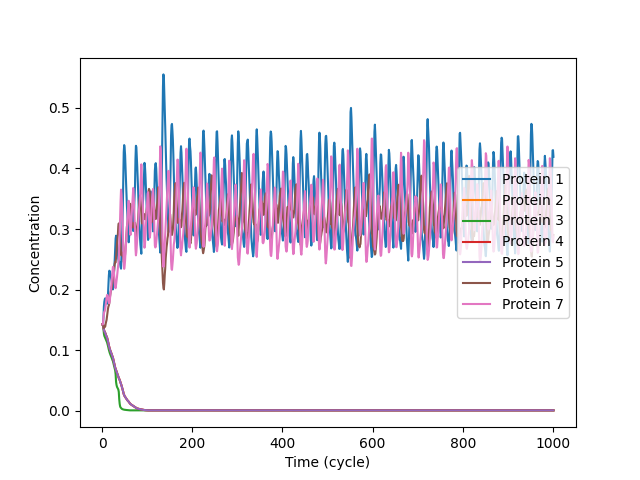 Concentration
0.5
0.4
0.3
0.2
0.1
0.0
Protein 1
Protein 2
Protein 3
Protein 4
Protein 5
Protein 6
Protein 7
0
200
400
600
800
1000
Time (cycle)